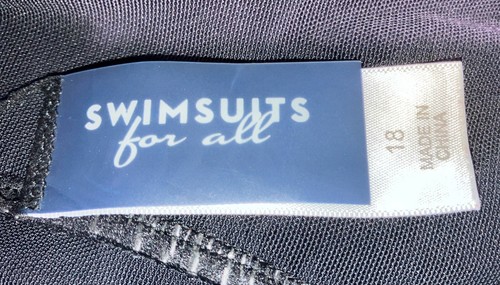 SWIMSUITS
for all
18
MADE IN
CHINA